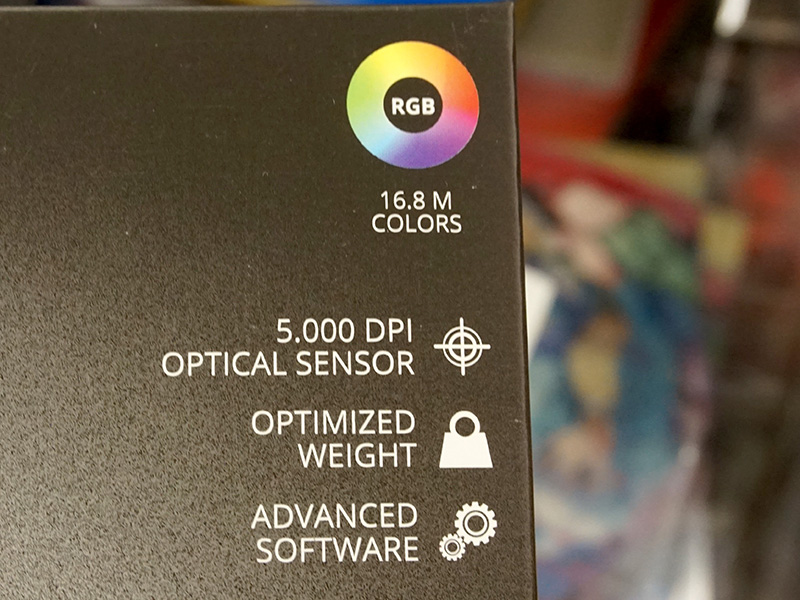 RGB
16.8 M
COLORS
5.000 DPI
OPTICAL SENSOR
OPTIMIZED
WEIGHT
ADVANCED
SOFTWARE